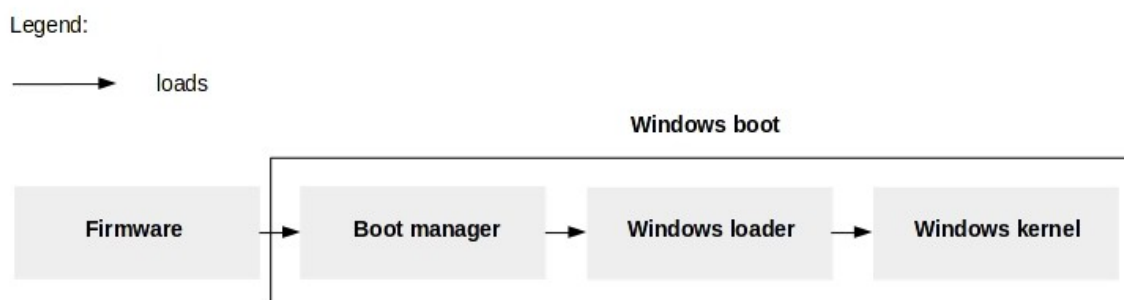 Legend:
loads
Windows boot
Firmware
Boot manager
Windows loader
Windows kernel